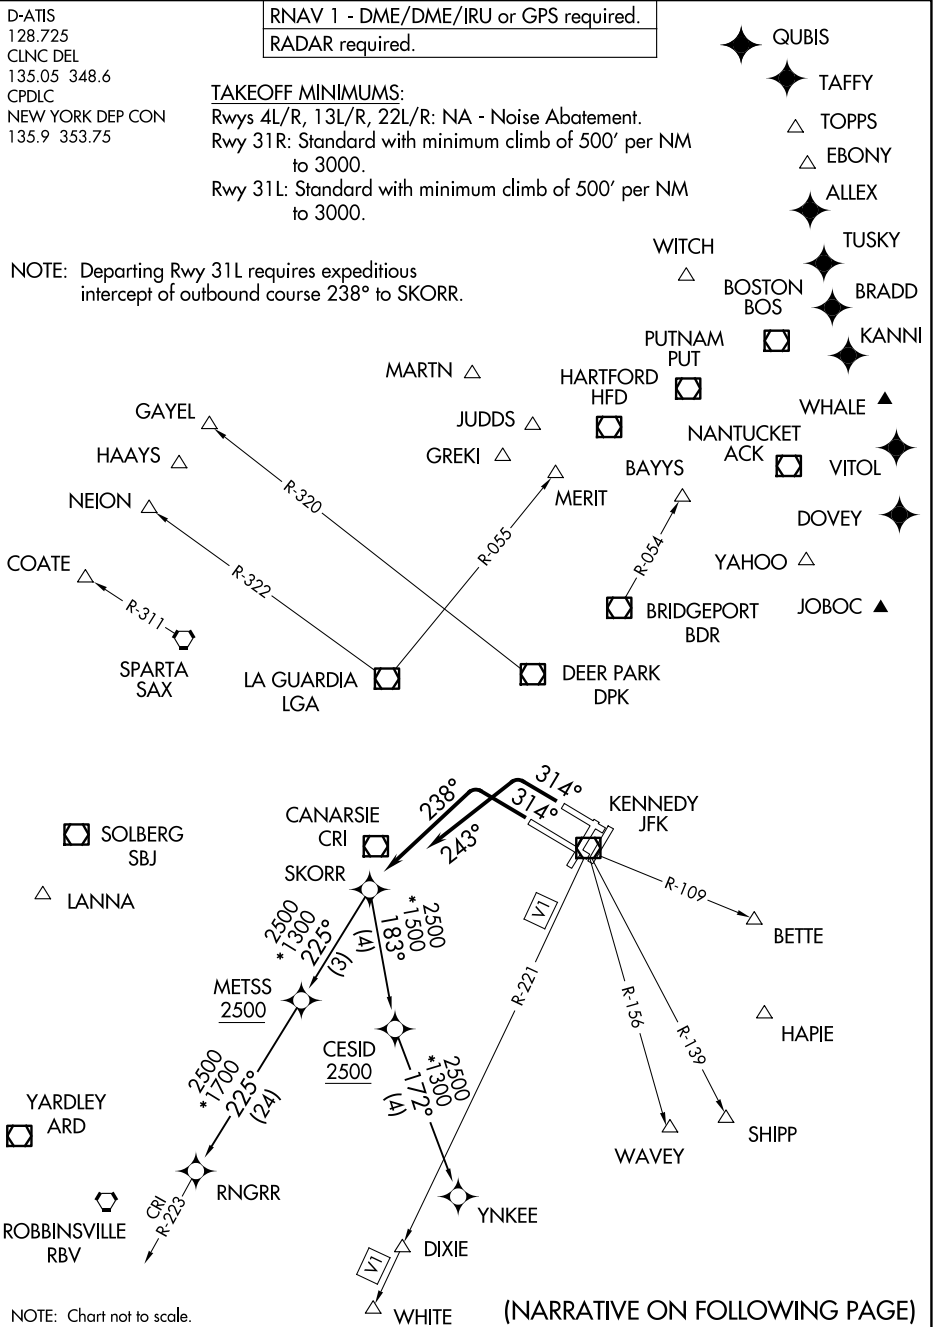 D-ATIS
128.725
CLNC DEL
135.05 348.6
CPDLC
NEW YORK DEP CON
135.9 353.75
RNAV 1 - DME/DME/IRU or GPS required.
RADAR required.
TAKEOFF MINIMUMS:
Rwys 4L/R, 13L/R, 22L/R: NA - Noise Abatement.
Rwy 31R: Standard with minimum climb of 500' per NM
to 3000.
Rwy 31L: Standard with minimum climb of 500' per NM
to 3000.
NOTE: Departing Rwy 31L requires expeditious
intercept of outbound course 238° to SKORR.
QUBIS
TAFFY
TOPPS
EBONY
ALLEX
TUSKY
WITCH
BOSTON
BOS
BRADD
PUTNAM
PUT
KANNI
MARTN
HARTFORD
HFD
WHALE
GAYEL
JUDDS
NANTUCKET
ACK
HAAYS
GREKI
BAYYS
VITOL
NEION
R-320
MERIT
DOVEY
COATE
R-322
R-055
R-054
YAHOO
R-311
BRIDGEPORT
BDR
JOBOC
SPARTA
SAX
LA GUARDIA
LGA
DEER PARK
DPK
314°
238°
314°
KENNEDY
JFK
CANARSIE
CRI
243°
SOLBERG
SBJ
SKORR
LANNA
R-109
V1
BETTE
2500
*1300
225°
(3)
2500
*1500
183°
(4)
METSS
2500
R-221
R-156
R-139
HAPIE
CESID
2500
2500
*1700
225°
(24)
2500
*1300
172°
(4)
YARDLEY
ARD
WAVEY
SHIPP
RNGRR
CRI
R-223
YNKEE
ROBBINSVILLE
RBV
DIXIE
V1
WHITE
NOTE: Chart not to scale.
(NARRATIVE ON FOLLOWING PAGE)